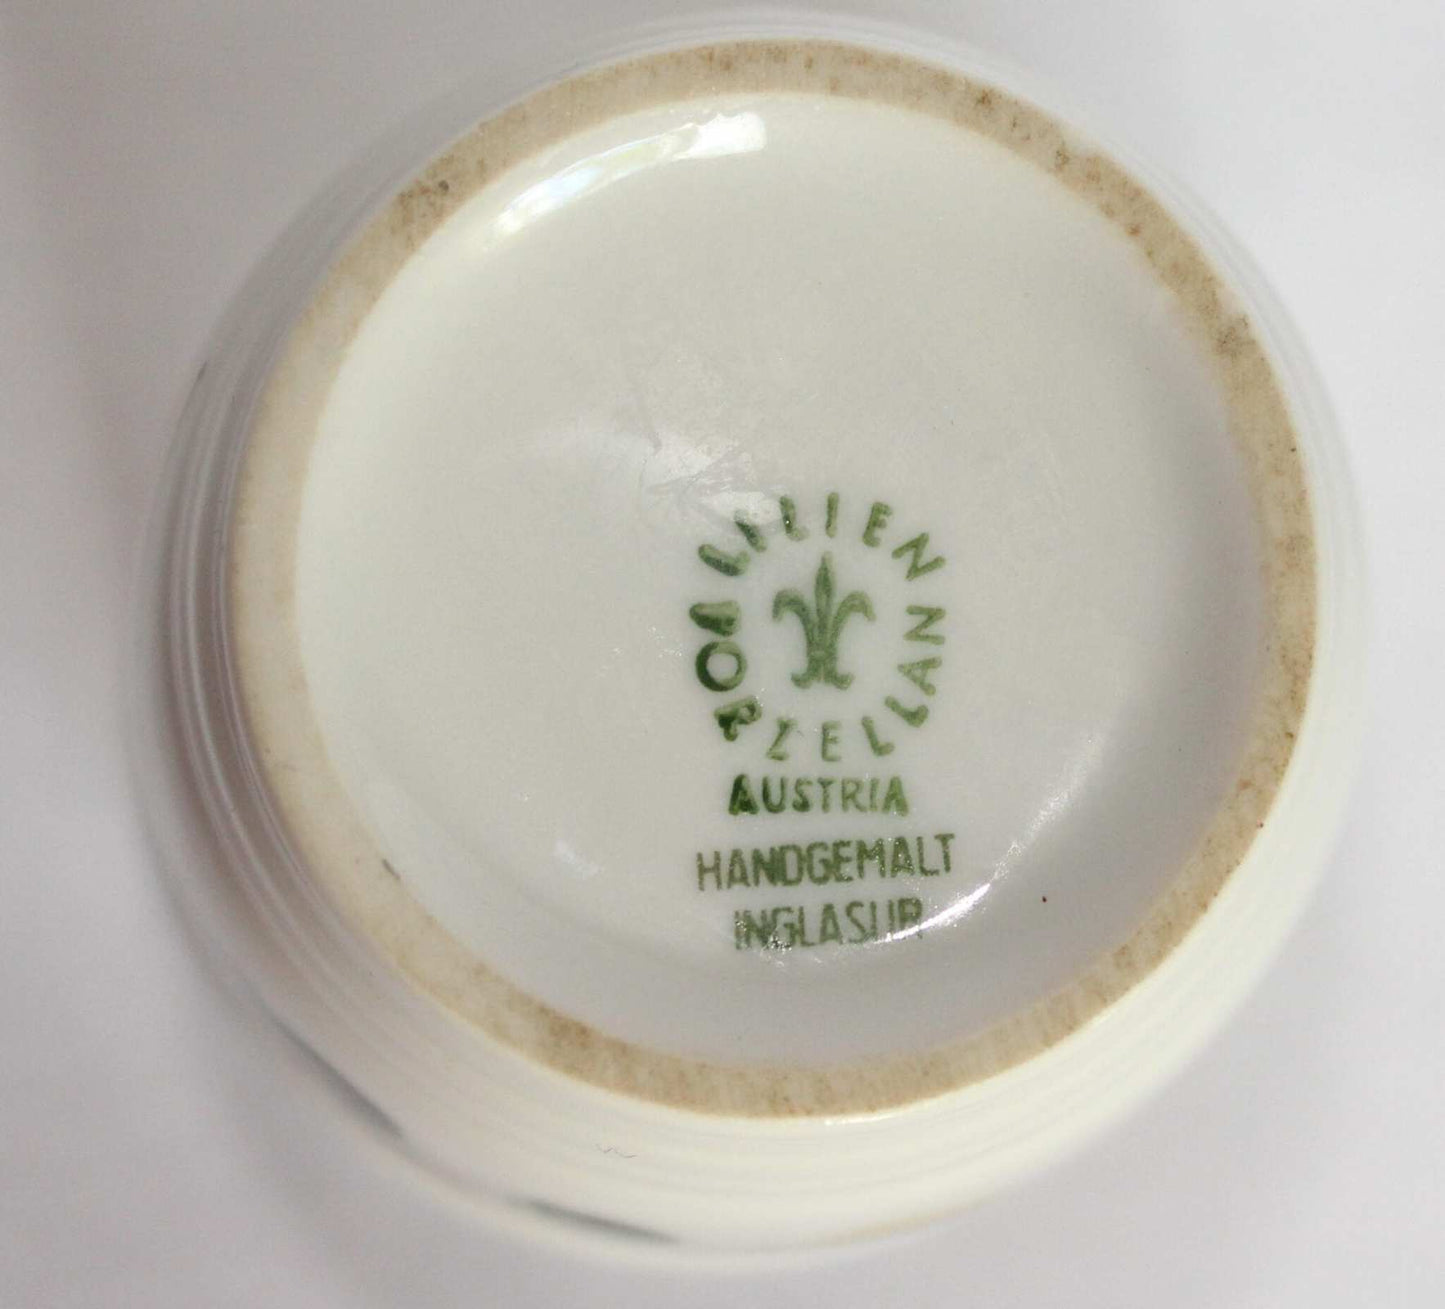 LILIEN PORZELLAN
AUSTRIA
HANDGEMALT
INGLASUR